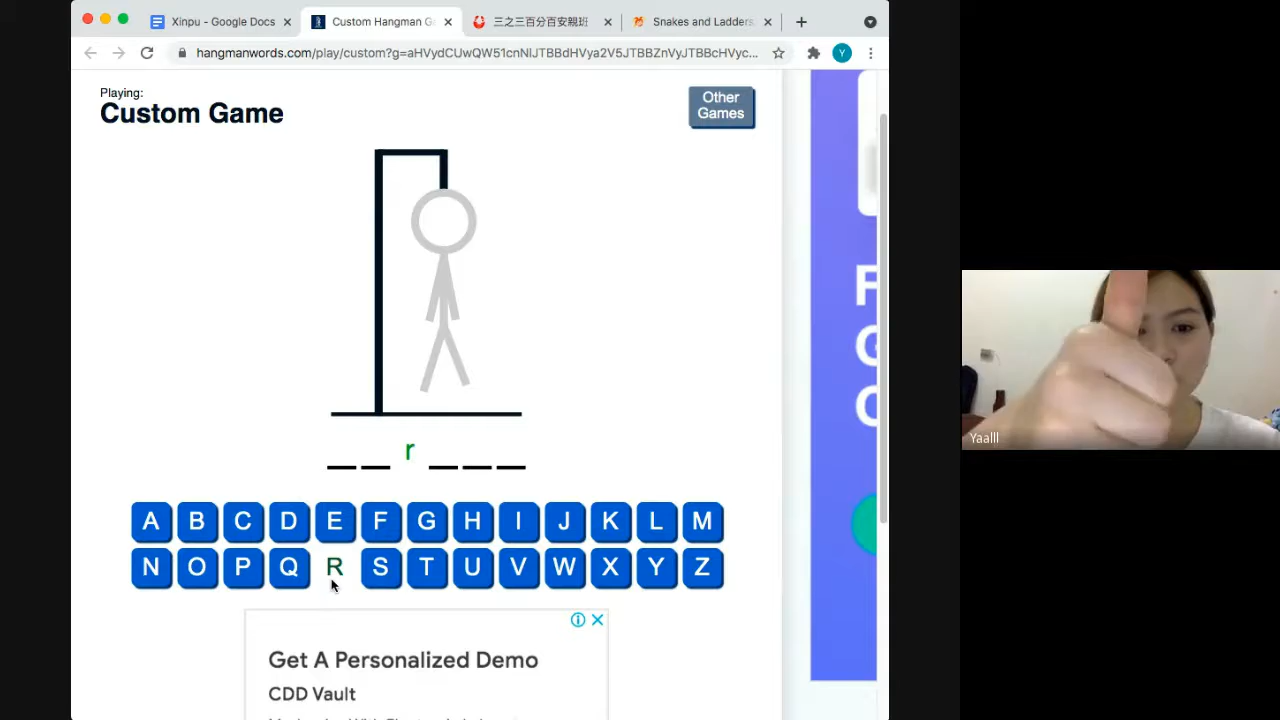 Xinpu - Google Docs
Custom Hangman G
三之三百分百安親班
Snakes and Ladders
hangmanwords.com/play/custom?g=aHVydCUwQW51cnNlJTBBdHVya2V5JTBBZnVyJTBBcHVyc...
Y
Playing:
Custom Game
Other
Games
r
A B C D E F G H I J K L M
N O P Q R S T U V W X Y Z
Get A Personalized Demo
CDD Vault
F
G
C
Yaalll